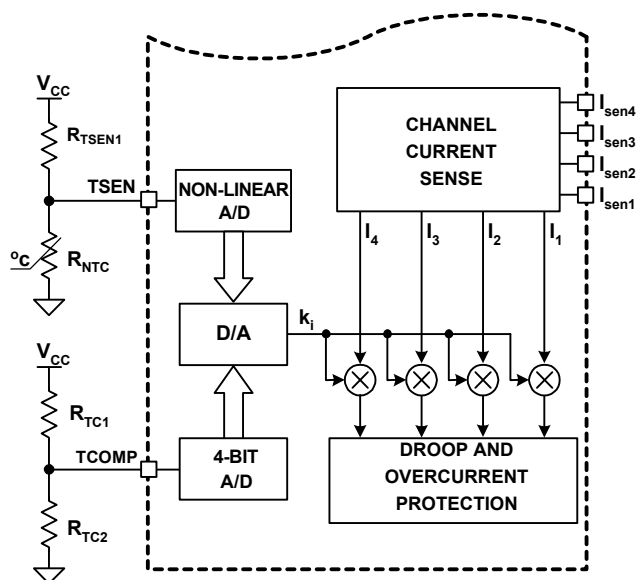 V_CC
R_TSEN1
TSEN
°c
R_NTC
V_CC
R_TC1
TCOMP
R_TC2
NON-LINEAR
A/D
D/A
4-BIT
A/D
k_i
CHANNEL
CURRENT
SENSE
I_sen4
I_sen3
I_sen2
I_sen1
I_4
I_3
I_2
I_1
DROOP AND
OVERCURRENT
PROTECTION